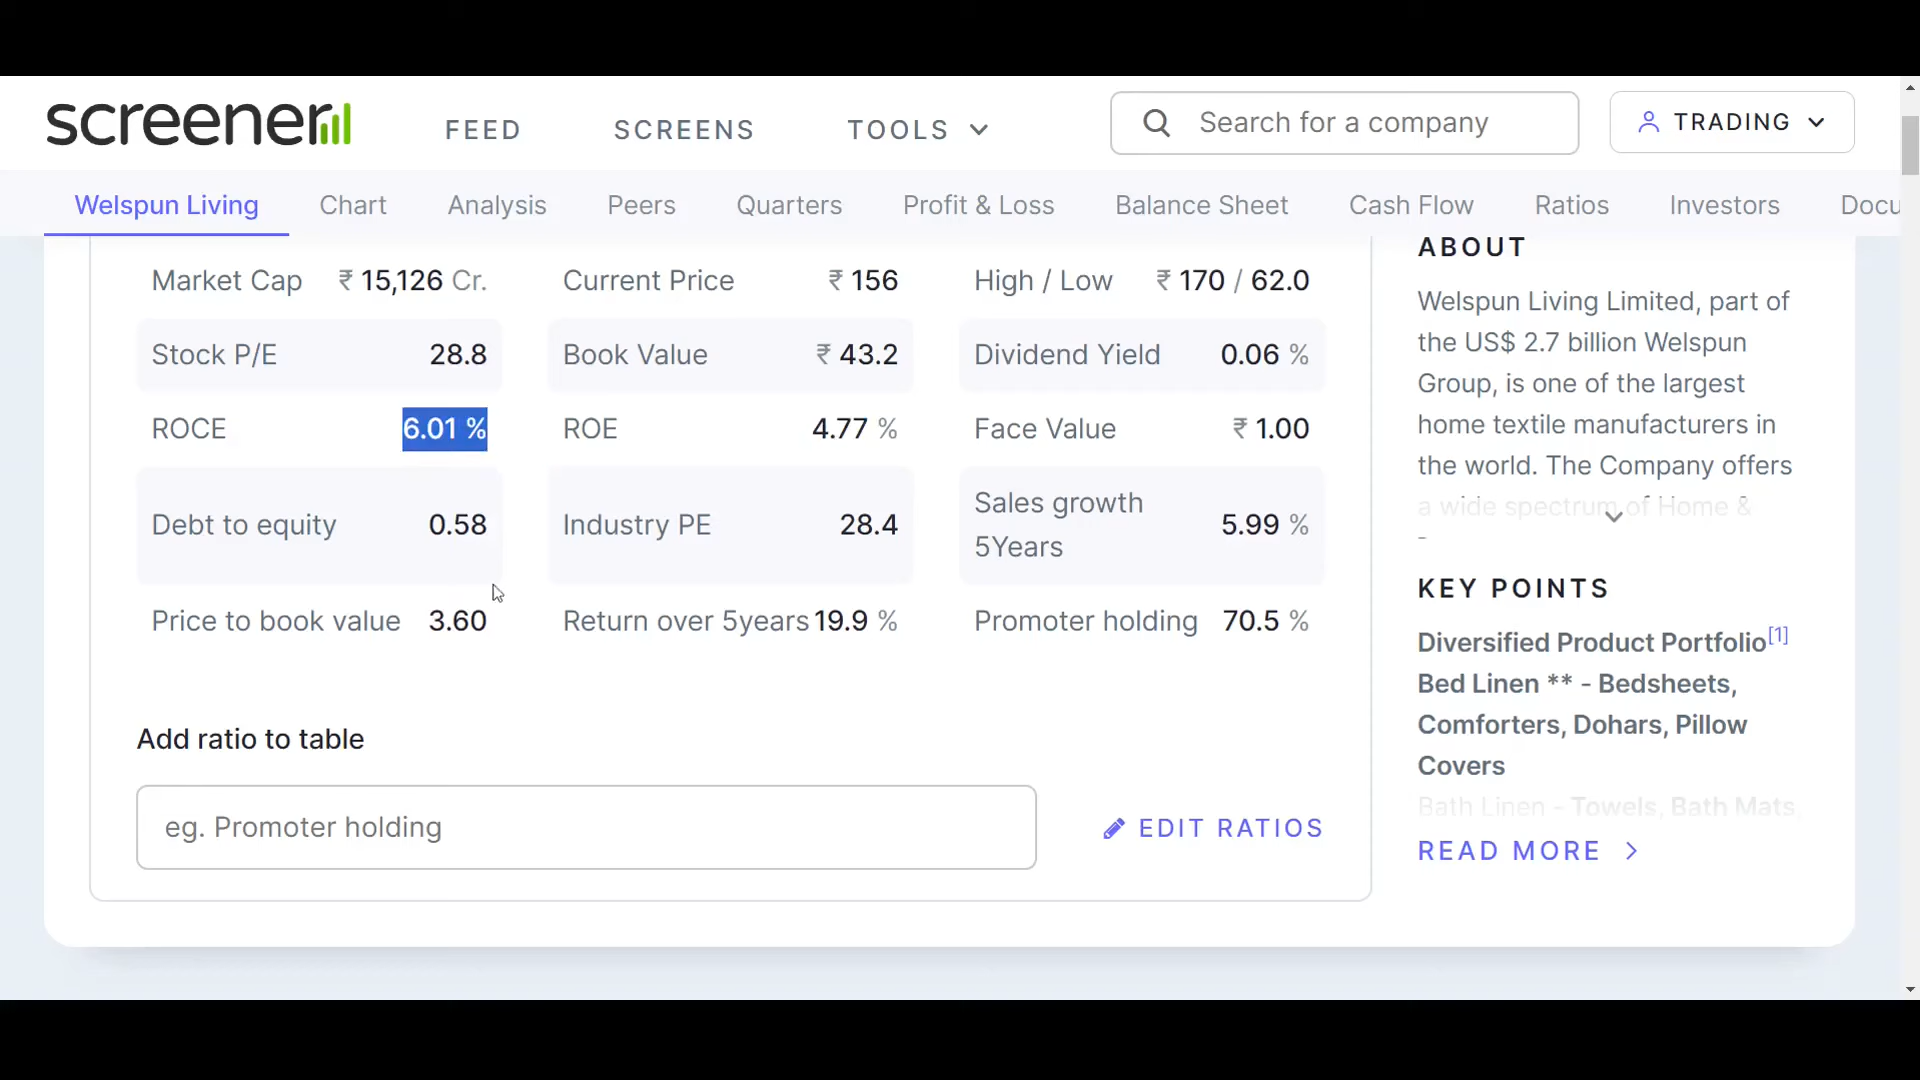 screener
FEED
SCREENS
TOOLS
Search for a company
TRADING
Welspun Living
Chart
Analysis
Peers
Quarters
Profit & Loss
Balance Sheet
Cash Flow
Ratios
Investors
Docu
Market Cap ₹ 15,126 Cr.
Current Price ₹ 156
High / Low ₹ 170 / 62.0
Stock P/E 28.8
Book Value ₹ 43.2
Dividend Yield 0.06 %
ROCE 6.01 %
ROE 4.77 %
Face Value ₹ 1.00
Debt to equity 0.58
Industry PE 28.4
Sales growth
5Years 5.99 %
Price to book value 3.60
Return over 5years 19.9 %
Promoter holding 70.5 %
Add ratio to table
eg. Promoter holding
EDIT RATIOS
ABOUT
Welspun Living Limited, part of
the US$ 2.7 billion Welspun
Group, is one of the largest
home textile manufacturers in
the world. The Company offers
a wide spectrum of Home &
KEY POINTS
Diversified Product Portfolio[1]
Bed Linen ** - Bedsheets,
Comforters, Dohars, Pillow
Covers
Bath Linen - Towels, Bath Mats,
READ MORE